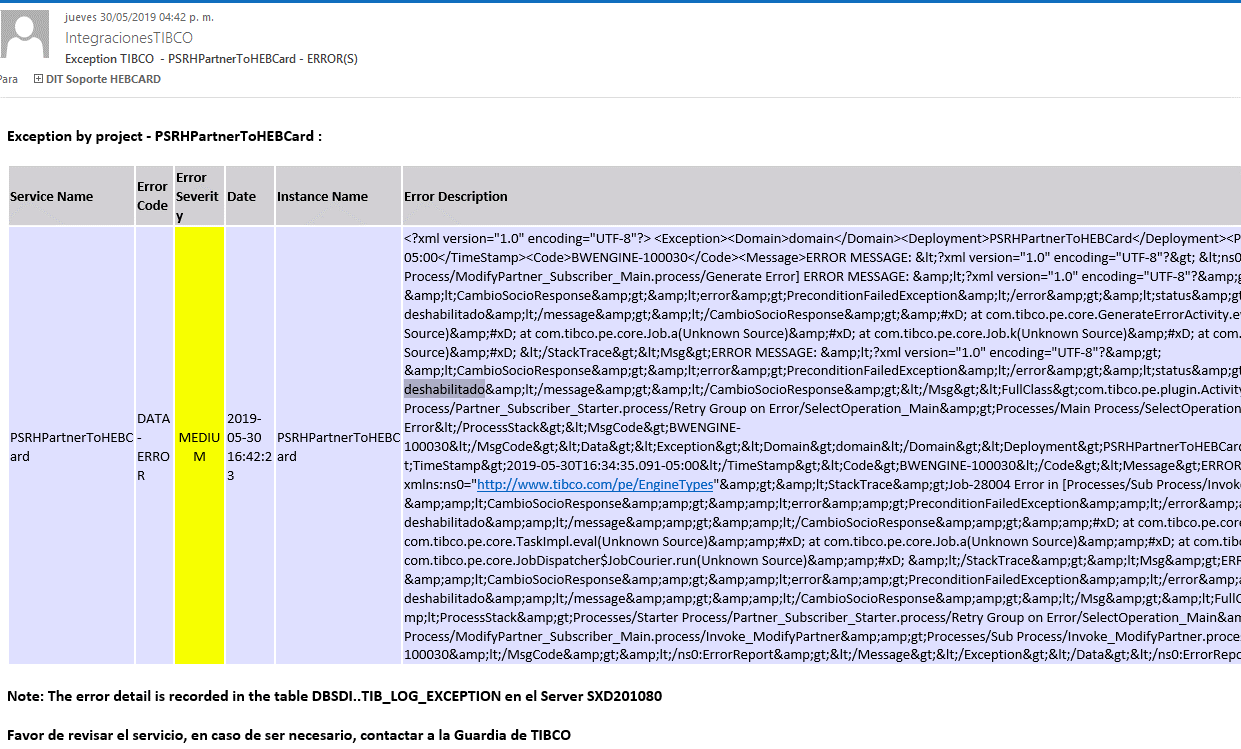 jueves 30/05/2019 04:42 p. m.
IntegracionesTIBCO
Exception TIBCO - PSRHPartnerToHEBCard - ERROR(S)
Para DIT Soporte HEBCARD
Exception by project - PSRHPartnerToHEBCard :
Service Name
Error
Code
Error
Severit
y
Date
Instance Name
Error Description
PSRHPartnerToHEBC
ard
DATA
-
ERRO
R
MEDIU
M
2019-
05-30
16:42:2
3
PSRHPartnerToHEBC
ard
<?xml version="1.0" encoding="UTF-8"?> <Exception><Domain>domain</Domain><Deployment>PSRHPartnerToHEBCard</Deployment><P
05:00</TimeStamp><Code>BWENGINE-100030</Code><Message>ERROR MESSAGE: &lt;?xml version="1.0" encoding="UTF-8"?&gt; &lt;ns0
Process/ModifyPartner_Subscriber_Main.process/Generate Error] ERROR MESSAGE: &amp;lt;?xml version="1.0" encoding="UTF-8"?&amp;g
&amp;lt;CambioSocioResponse&amp;gt;&amp;lt;error&amp;gt;PreconditionFailedException&amp;lt;/error&amp;gt;&amp;lt;status&amp;g
deshabilitado&amp;lt;/message&amp;gt;&amp;lt;/CambioSocioResponse&amp;gt;&amp;#xD; at com.tibco.pe.core.GenerateErrorActivity.e
Source)&amp;#xD; at com.tibco.pe.core.Job.a(Unknown Source)&amp;#xD; at com.tibco.pe.core.Job.k(Unknown Source)&amp;#xD; at com.
Source)&amp;#xD; &lt;/StackTrace&gt;&lt;Msg&gt;ERROR MESSAGE: &amp;lt;?xml version="1.0" encoding="UTF-8"?&amp;gt;
&amp;lt;CambioSocioResponse&amp;gt;&amp;lt;error&amp;gt;PreconditionFailedException&amp;lt;/error&amp;gt;&amp;lt;status&amp;gt
deshabilitado&amp;lt;/message&amp;gt;&amp;lt;/CambioSocioResponse&amp;gt;&lt;/Msg&gt;&lt;FullClass&gt;com.tibco.pe.plugin.Activity
Process/Partner_Subscriber_Starter.process/Retry Group on Error/SelectOperation_Main&gt;Processes/Main Process/SelectOperation
Error&lt;/ProcessStack&gt;&lt;MsgCode&gt;BWENGINE-
100030&lt;/MsgCode&gt;&lt;Data&gt;&lt;Exception&gt;&lt;Domain&gt;domain&lt;/Domain&gt;&lt;Deployment&gt;PSRHPartnerToHEBCard
t;TimeStamp&gt;2019-05-30T16:34:35.091-05:00&lt;/TimeStamp&gt;&lt;Code&gt;BWENGINE-100030&lt;/Code&gt;&lt;Message&gt;ERROR
xmlns:ns0="http://www.tibco.com/pe/EngineTypes"&amp;gt;&amp;lt;StackTrace&amp;gt;Job-28004 Error in [Processes/Sub Process/Invok
&amp;amp;lt;CambioSocioResponse&amp;amp;gt;&amp;amp;lt;error&amp;amp;gt;PreconditionFailedException&amp;amp;lt;/error&amp;a
deshabilitado&amp;amp;lt;/message&amp;amp;gt;&amp;amp;lt;/CambioSocioResponse&amp;amp;gt;&amp;amp;#xD; at com.tibco.pe.core
com.tibco.pe.core.TaskImpl.eval(Unknown Source)&amp;amp;#xD; at com.tibco.pe.core.Job.a(Unknown Source)&amp;amp;#xD; at com.tibc
com.tibco.pe.core.JobDispatcher$JobCourier.run(Unknown Source)&amp;amp;#xD; &amp;lt;/StackTrace&amp;gt;&amp;lt;Msg&amp;gt;ERR
&amp;amp;lt;CambioSocioResponse&amp;amp;gt;&amp;amp;lt;error&amp;amp;gt;PreconditionFailedException&amp;amp;lt;/error&amp;a
deshabilitado&amp;amp;lt;/message&amp;amp;gt;&amp;amp;lt;/CambioSocioResponse&amp;amp;gt;&amp;lt;/Msg&amp;gt;&amp;lt;FullC
mp;lt;ProcessStack&amp;gt;Processes/Starter Process/Partner_Subscriber_Starter.process/Retry Group on Error/SelectOperation_Main&am
Process/ModifyPartner_Subscriber_Main.process/Invoke_ModifyPartner&amp;amp;gt;Processes/Sub Process/Invoke_ModifyPartner.proce
100030&amp;lt;/MsgCode&amp;gt;&amp;lt;/ns0:ErrorReport&amp;gt;&lt;/Message&gt;&lt;/Exception&gt;&lt;/Data&gt;&lt;/ns0:ErrorRepo
Note: The error detail is recorded in the table DBSDI..TIB_LOG_EXCEPTION en el Server SXD201080
Favor de revisar el servicio, en caso de ser necesario, contactar a la Guardia de TIBCO